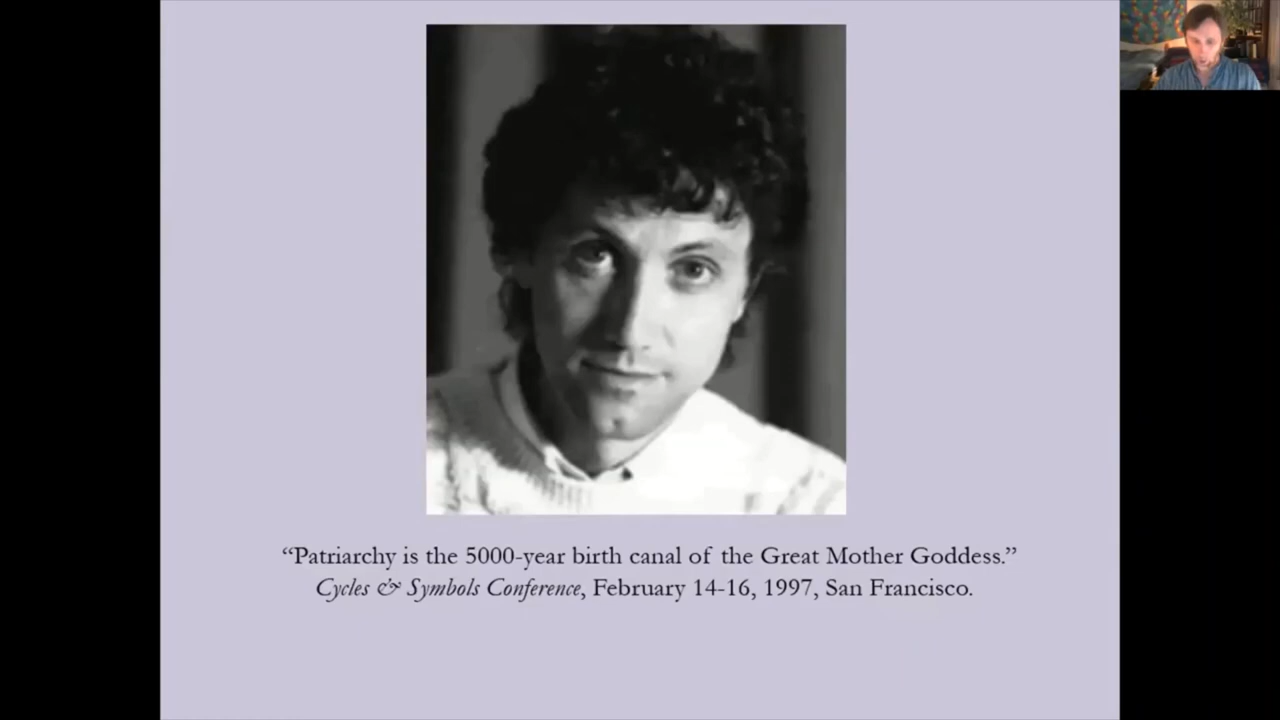 “Patriarchy is the 5000-year birth canal of the Great Mother Goddess.”
Cycles & Symbols Conference, February 14-16, 1997, San Francisco.